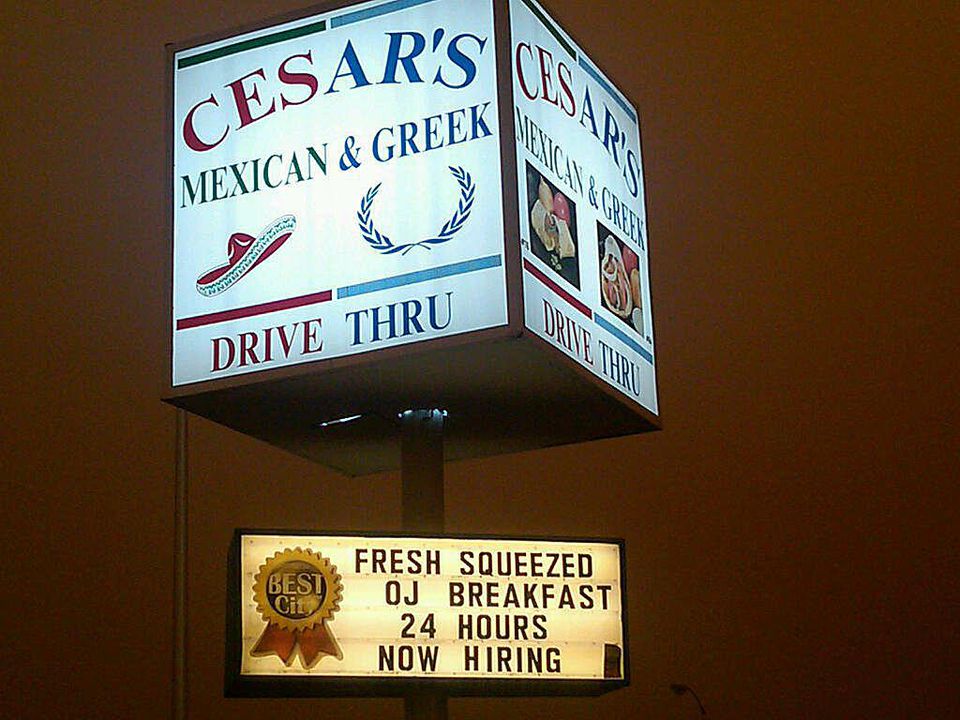 CESAR'S
MEXICAN & GREEK
DRIVE THRU
CESAR'S
MEXICAN & GREEK
DRIVE THRU
BEST
City
FRESH SQUEEZED
OJ BREAKFAST
24 HOURS
NOW HIRING